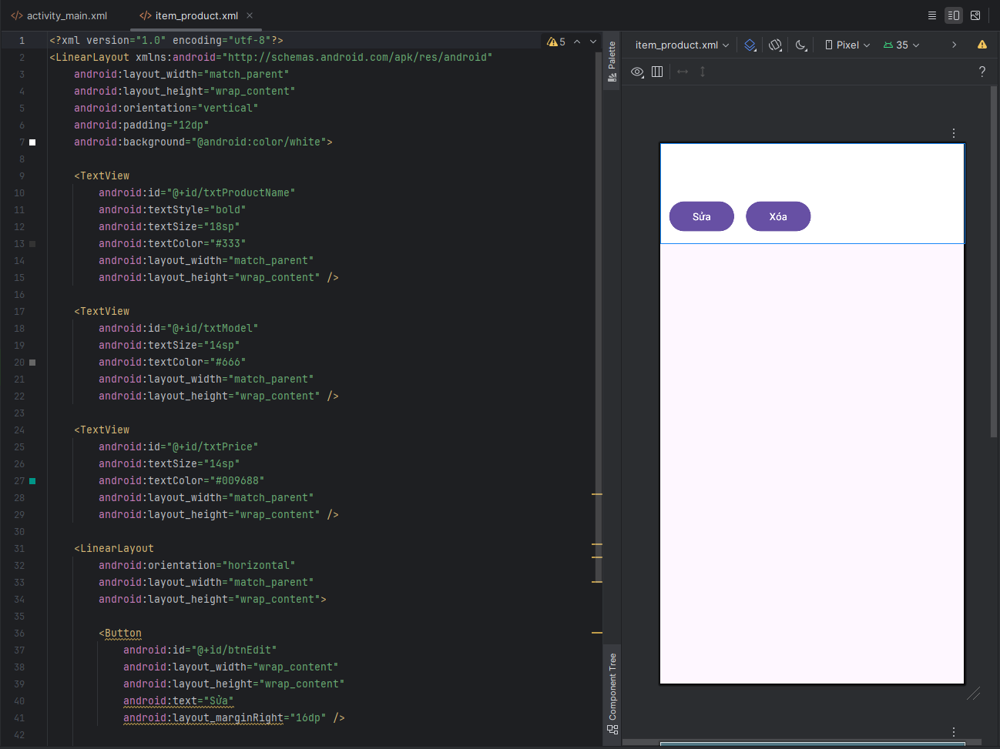 activity_main.xml
item_product.xml
1 <?xml version="1.0" encoding="utf-8"?>
2 <LinearLayout xmlns:android="http://schemas.android.com/apk/res/android"
3 android:layout_width="match_parent"
4 android:layout_height="wrap_content"
5 android:orientation="vertical"
6 android:padding="12dp"
7 android:background="@android:color/white">
8
9 <TextView
10 android:id="@+id/txtProductName"
11 android:textStyle="bold"
12 android:textSize="18sp"
13 android:textColor="#333"
14 android:layout_width="match_parent"
15 android:layout_height="wrap_content" />
16
17 <TextView
18 android:id="@+id/txtModel"
19 android:textSize="14sp"
20 android:textColor="#666"
21 android:layout_width="match_parent"
22 android:layout_height="wrap_content" />
23
24 <TextView
25 android:id="@+id/txtPrice"
26 android:textSize="14sp"
27 android:textColor="#009688"
28 android:layout_width="match_parent"
29 android:layout_height="wrap_content" />
30
31 <LinearLayout
32 android:orientation="horizontal"
33 android:layout_width="match_parent"
34 android:layout_height="wrap_content">
35
36 <Button
37 android:id="@+id/btnEdit"
38 android:layout_width="wrap_content"
39 android:layout_height="wrap_content"
40 android:text="Sửa"
41 android:layout_marginRight="16dp" />
42
5
Palette
Component Tree
item_product.xml
Pixel
35
?
Sửa
Xóa